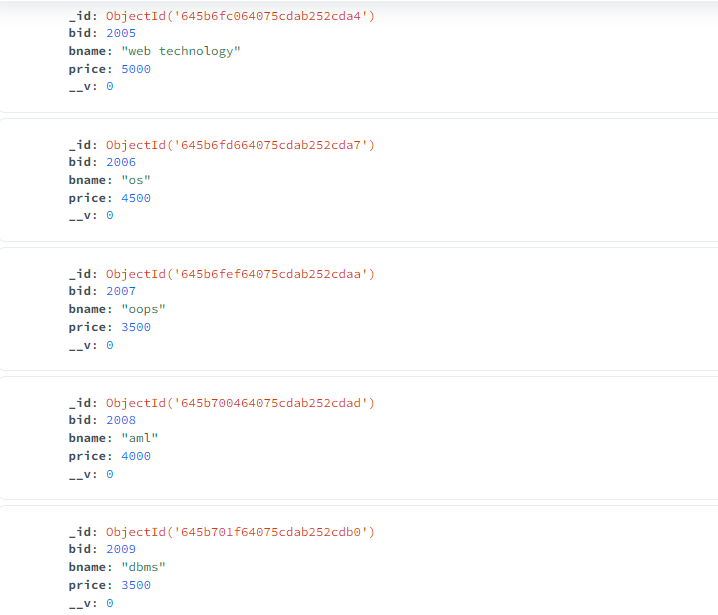 _id: ObjectId('645b6fc064075cdab252cda4')
bid: 2005
bname: "web technology"
price: 5000
__v: 0
_id: ObjectId('645b6fd664075cdab252cda7')
bid: 2006
bname: "os"
price: 4500
__v: 0
_id: ObjectId('645b6fef64075cdab252cdaa')
bid: 2007
bname: "oops"
price: 3500
__v: 0
_id: ObjectId('645b700464075cdab252cdad')
bid: 2008
bname: "aml"
price: 4000
__v: 0
_id: ObjectId('645b701f64075cdab252cdb0')
bid: 2009
bname: "dbms"
price: 3500
__v: 0